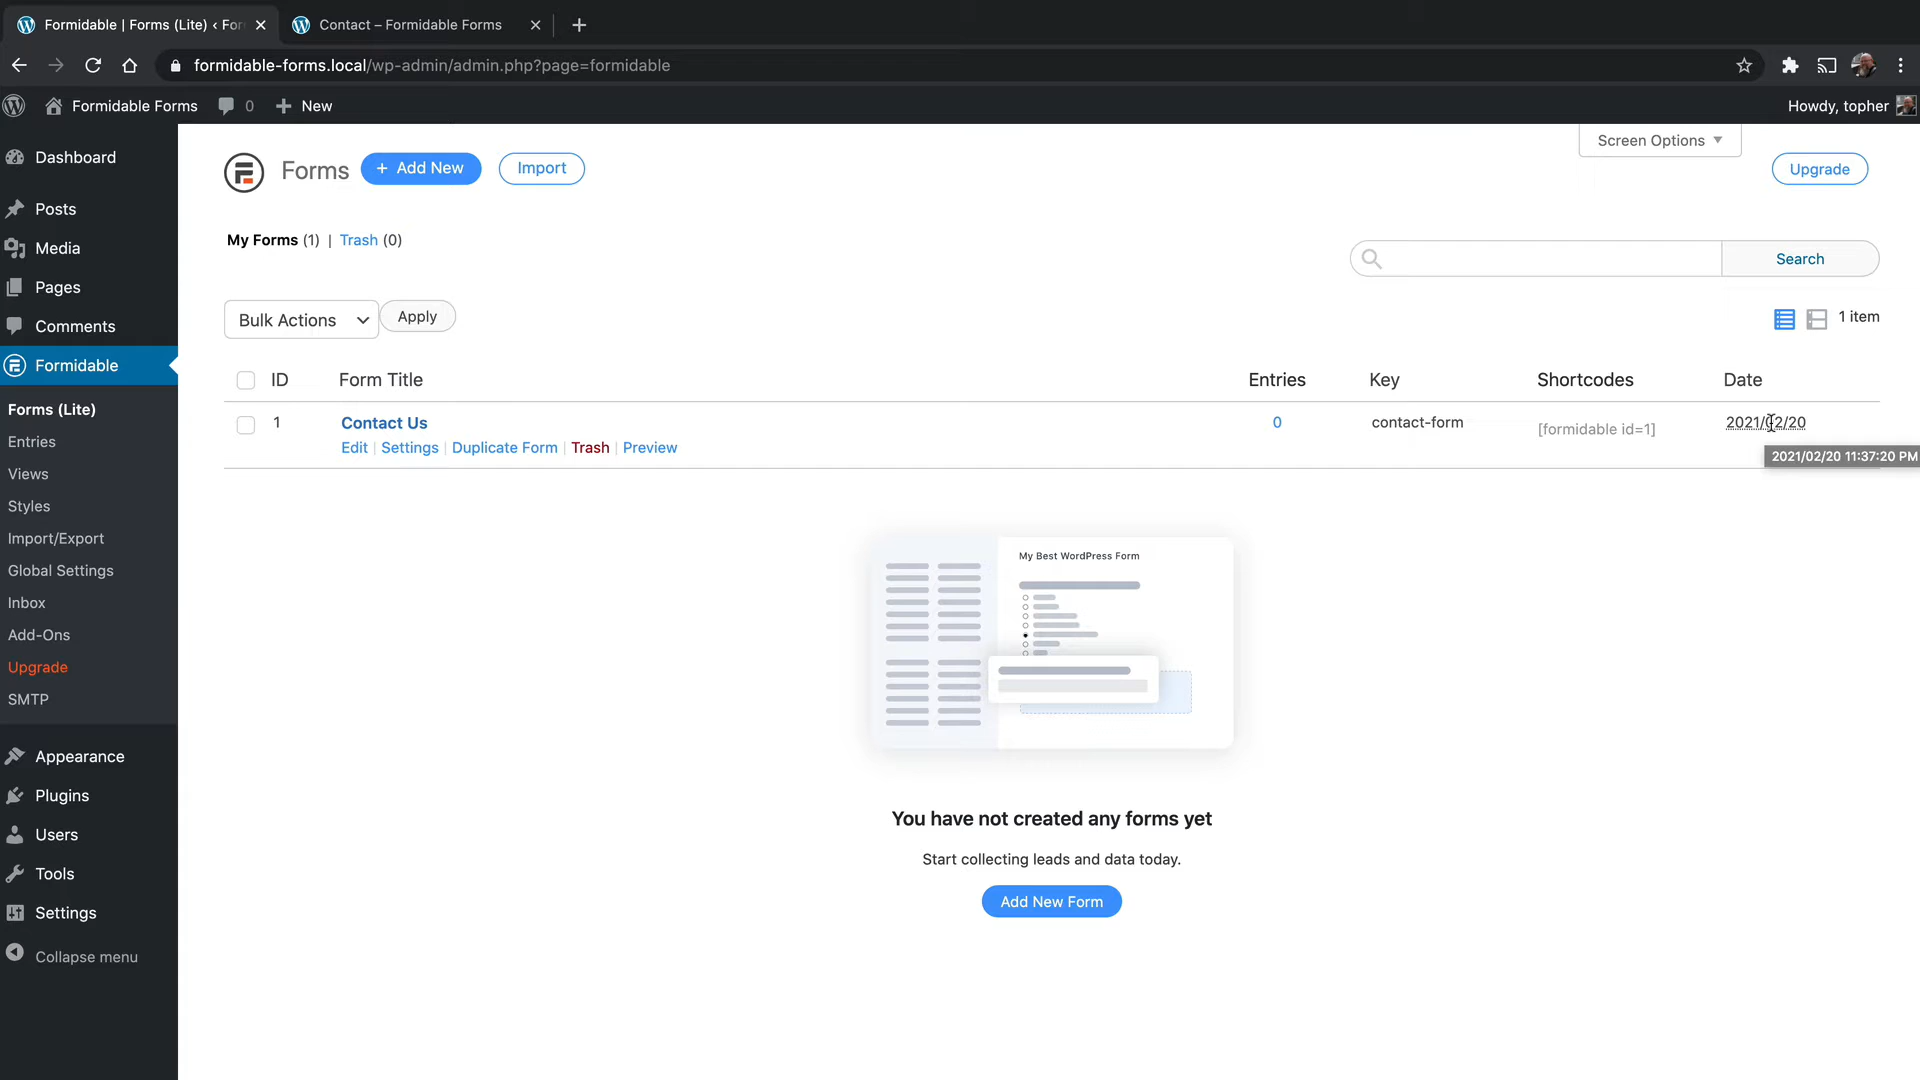 Formidable | Forms (Lite) ‹ For
Contact – Formidable Forms
formidable-forms.local/wp-admin/admin.php?page=formidable
Formidable Forms
0
New
Howdy, topher
Dashboard
Posts
Media
Pages
Comments
Formidable
Forms (Lite)
Entries
Views
Styles
Import/Export
Global Settings
Inbox
Add-Ons
Upgrade
SMTP
Appearance
Plugins
Users
Tools
Settings
Collapse menu
Screen Options
Forms
+ Add New
Import
Upgrade
My Forms (1) | Trash (0)
Search
Bulk Actions
Apply
1 item
ID Form Title Entries Key Shortcodes Date
1 Contact Us 0 contact-form [formidable id=1] 2021/02/20
Edit | Settings | Duplicate Form | Trash | Preview
2021/02/20 11:37:20 PM
My Best WordPress Form
You have not created any forms yet
Start collecting leads and data today.
Add New Form